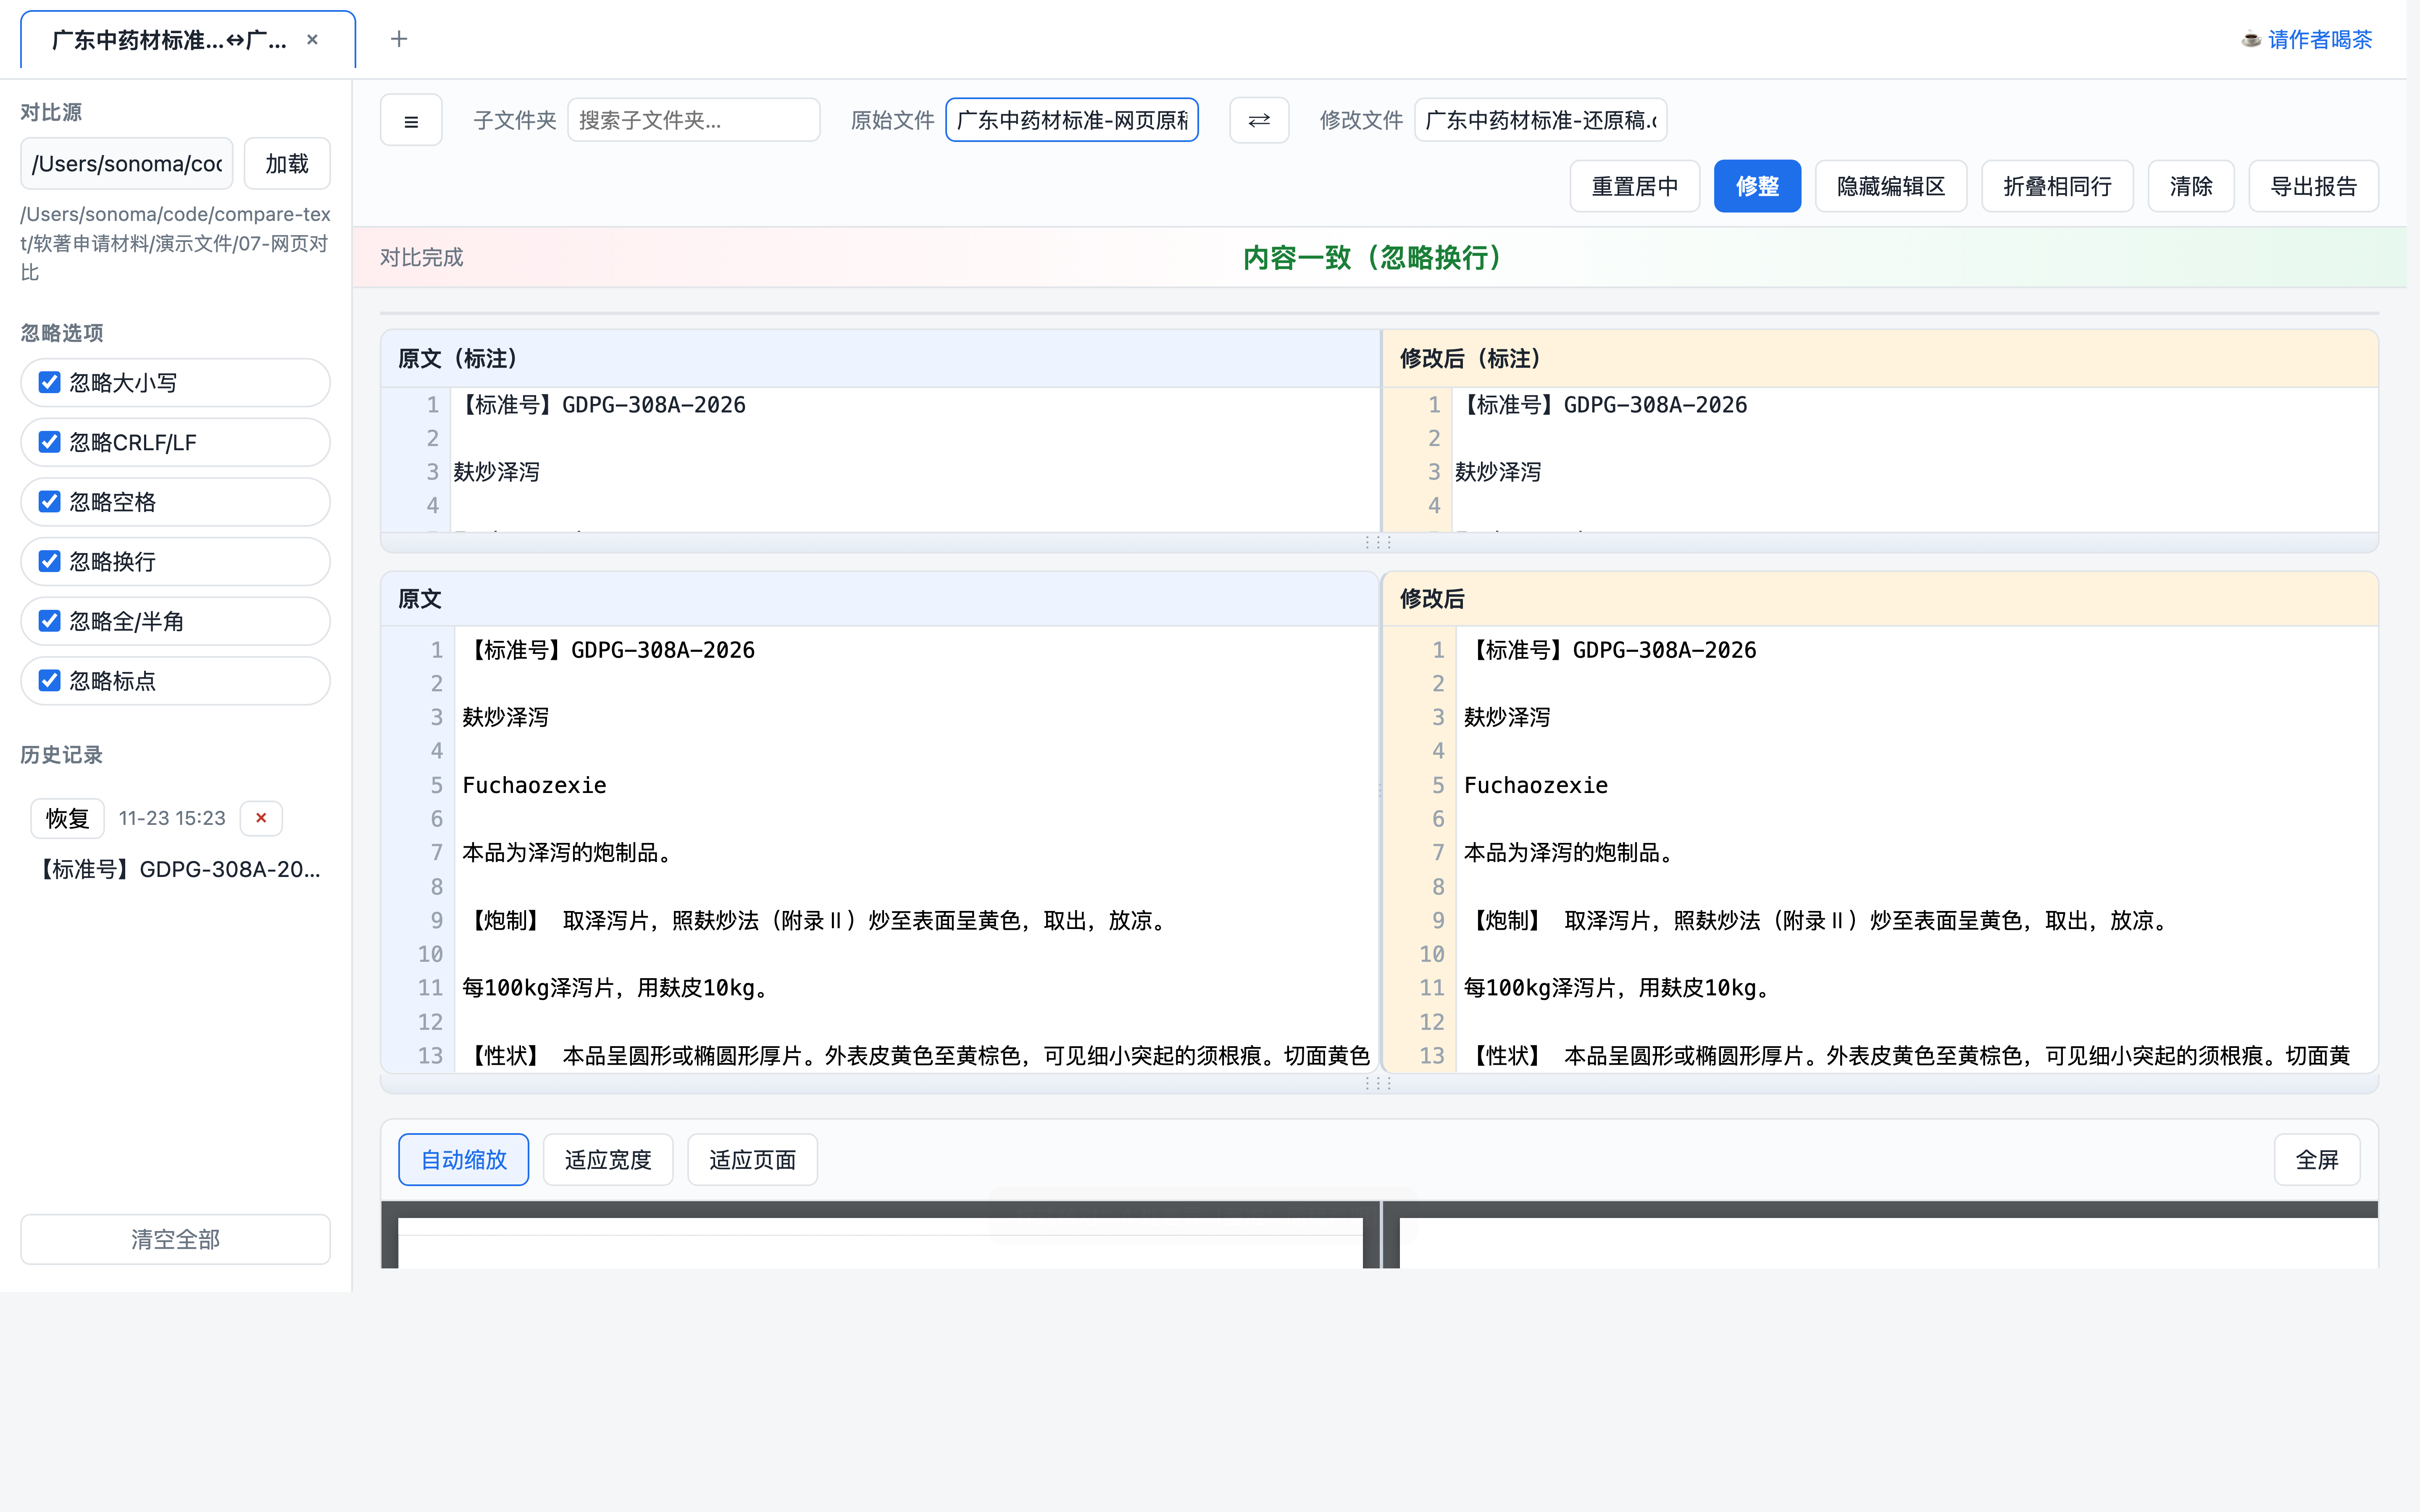 广东中药材标准...↔广... × +
☕ 请作者喝茶
对比源
/Users/sonoma/coc 加载
/Users/sonoma/code/compare-tex
t/软著申请材料/演示文件/07-网页对
比
忽略选项
忽略大小写
忽略CRLF/LF
忽略空格
忽略换行
忽略全/半角
忽略标点
历史记录
恢复 11-23 15:23 ×
【标准号】GDPG-308A-20...
清空全部
≡ 子文件夹 搜索子文件夹... 原始文件 广东中药材标准-网页原稿 ⇄ 修改文件 广东中药材标准-还原稿.
重置居中 修整 隐藏编辑区 折叠相同行 清除 导出报告
对比完成 内容一致（忽略换行）
原文（标注）
1 【标准号】GDPG-308A-2026
2
3 麸炒泽泻
4
修改后（标注）
1 【标准号】GDPG-308A-2026
2
3 麸炒泽泻
4
原文
1 【标准号】GDPG-308A-2026
2
3 麸炒泽泻
4
5 Fuchaozexie
6
7 本品为泽泻的炮制品。
8
9 【炮制】 取泽泻片，照麸炒法（附录Ⅱ）炒至表面呈黄色，取出，放凉。
10
11 每100kg泽泻片，用麸皮10kg。
12
13 【性状】 本品呈圆形或椭圆形厚片。外表皮黄色至黄棕色，可见细小突起的须根痕。切面黄色
修改后
1 【标准号】GDPG-308A-2026
2
3 麸炒泽泻
4
5 Fuchaozexie
6
7 本品为泽泻的炮制品。
8
9 【炮制】 取泽泻片，照麸炒法（附录Ⅱ）炒至表面呈黄色，取出，放凉。
10
11 每100kg泽泻片，用麸皮10kg。
12
13 【性状】 本品呈圆形或椭圆形厚片。外表皮黄色至黄棕色，可见细小突起的须根痕。切面黄
自动缩放 适应宽度 适应页面 全屏